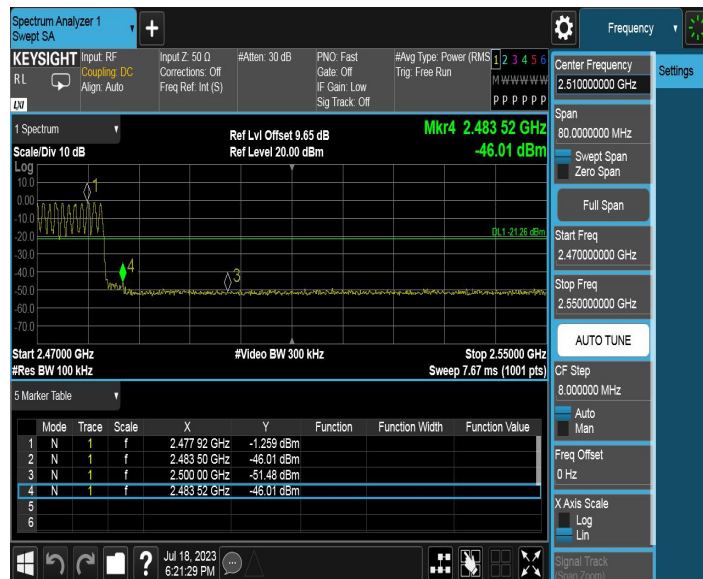 Spectrum Analyzer 1
Swept SA
Frequency
KEYSIGHT
RL
LXI
Input: RF
Coupling: DC
Align: Auto
Input Z: 50 Ω
Corrections: Off
Freq Ref: Int (S)
#Atten: 30 dB
PNO: Fast
Gate: Off
IF Gain: Low
Sig Track: Off
#Avg Type: Power (RMS
Trig: Free Run
1 2 3 4 5 6
M W W W W W
P P P P P P
1 Spectrum
Scale/Div 10 dB
Ref Lvl Offset 9.65 dB
Ref Level 20.00 dBm
Mkr4 2.483 52 GHz
-46.01 dBm
Log
10.0
0.00
-10.0
-20.0
-30.0
-40.0
-50.0
-60.0
-70.0
1
4
3
DL1 -21.26 dBm
Start 2.47000 GHz
#Res BW 100 kHz
#Video BW 300 kHz
Stop 2.55000 GHz
Sweep 7.67 ms (1001 pts)
5 Marker Table
Mode Trace Scale X Y Function Function Width Function Value
1 N 1 f 2.477 92 GHz -1.259 dBm
2 N 1 f 2.483 50 GHz -46.01 dBm
3 N 1 f 2.500 00 GHz -51.48 dBm
4 N 1 f 2.483 52 GHz -46.01 dBm
5
6
Jul 18, 2023
6:21:29 PM
Center Frequency
2.510000000 GHz
Settings
Span
80.0000000 MHz
Swept Span
Zero Span
Full Span
Start Freq
2.470000000 GHz
Stop Freq
2.550000000 GHz
AUTO TUNE
CF Step
8.000000 MHz
Auto
Man
Freq Offset
0 Hz
X Axis Scale
Log
Lin
Signal Track
(Span Zoom)